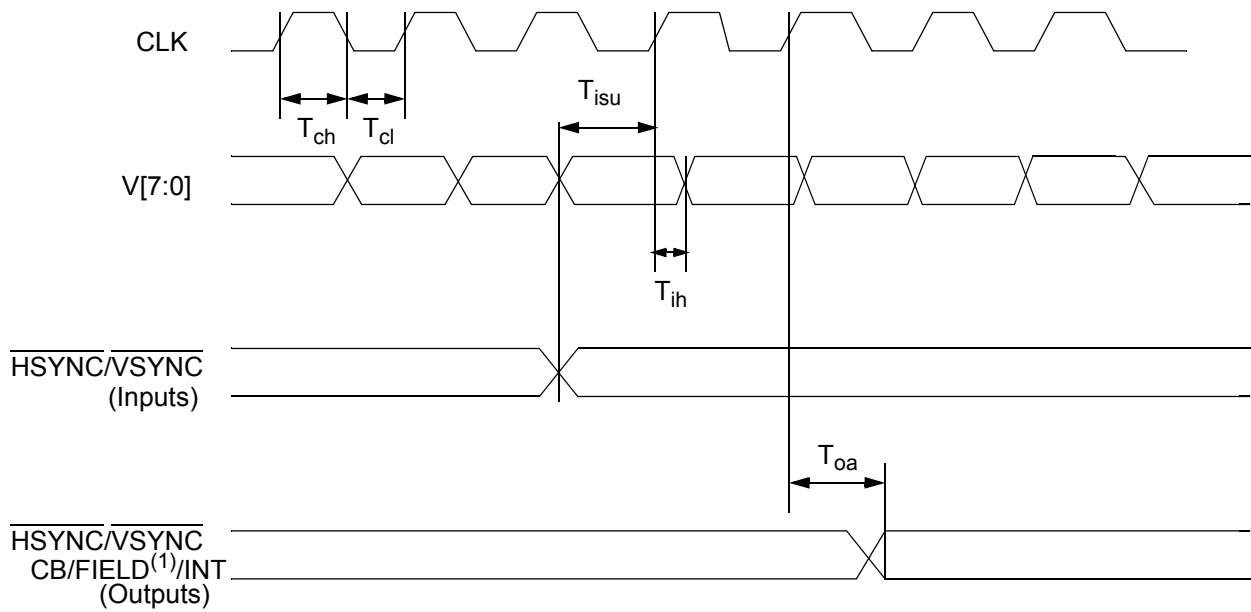 CLK
T_isu
T_ch T_cl
V[7:0]
T_ih
HSYNC/VSYNC
(Inputs)
T_oa
HSYNC/VSYNC
CB/FIELD(1)/INT
(Outputs)